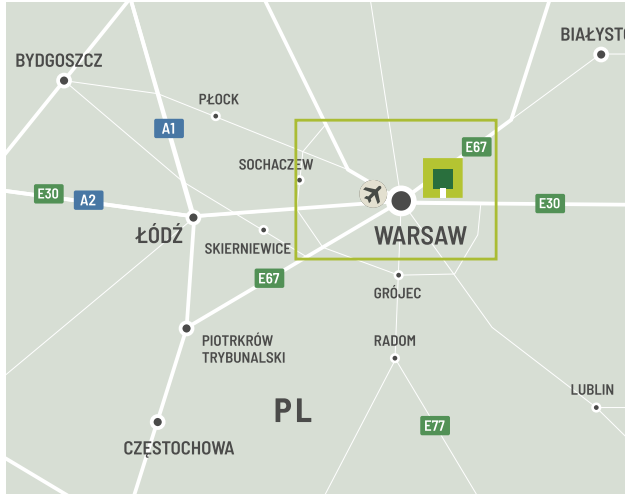 BIAŁYSTO
BYDGOSZCZ
PŁOCK
A1
E67
SOCHACZEW
E30
A2
E30
ŁÓDŹ
WARSAW
SKIERNIEWICE
E67
GRÓJEC
PIOTRKRÓW
TRYBUNALSKI
RADOM
LUBLIN
PL
E77
CZĘSTOCHOWA